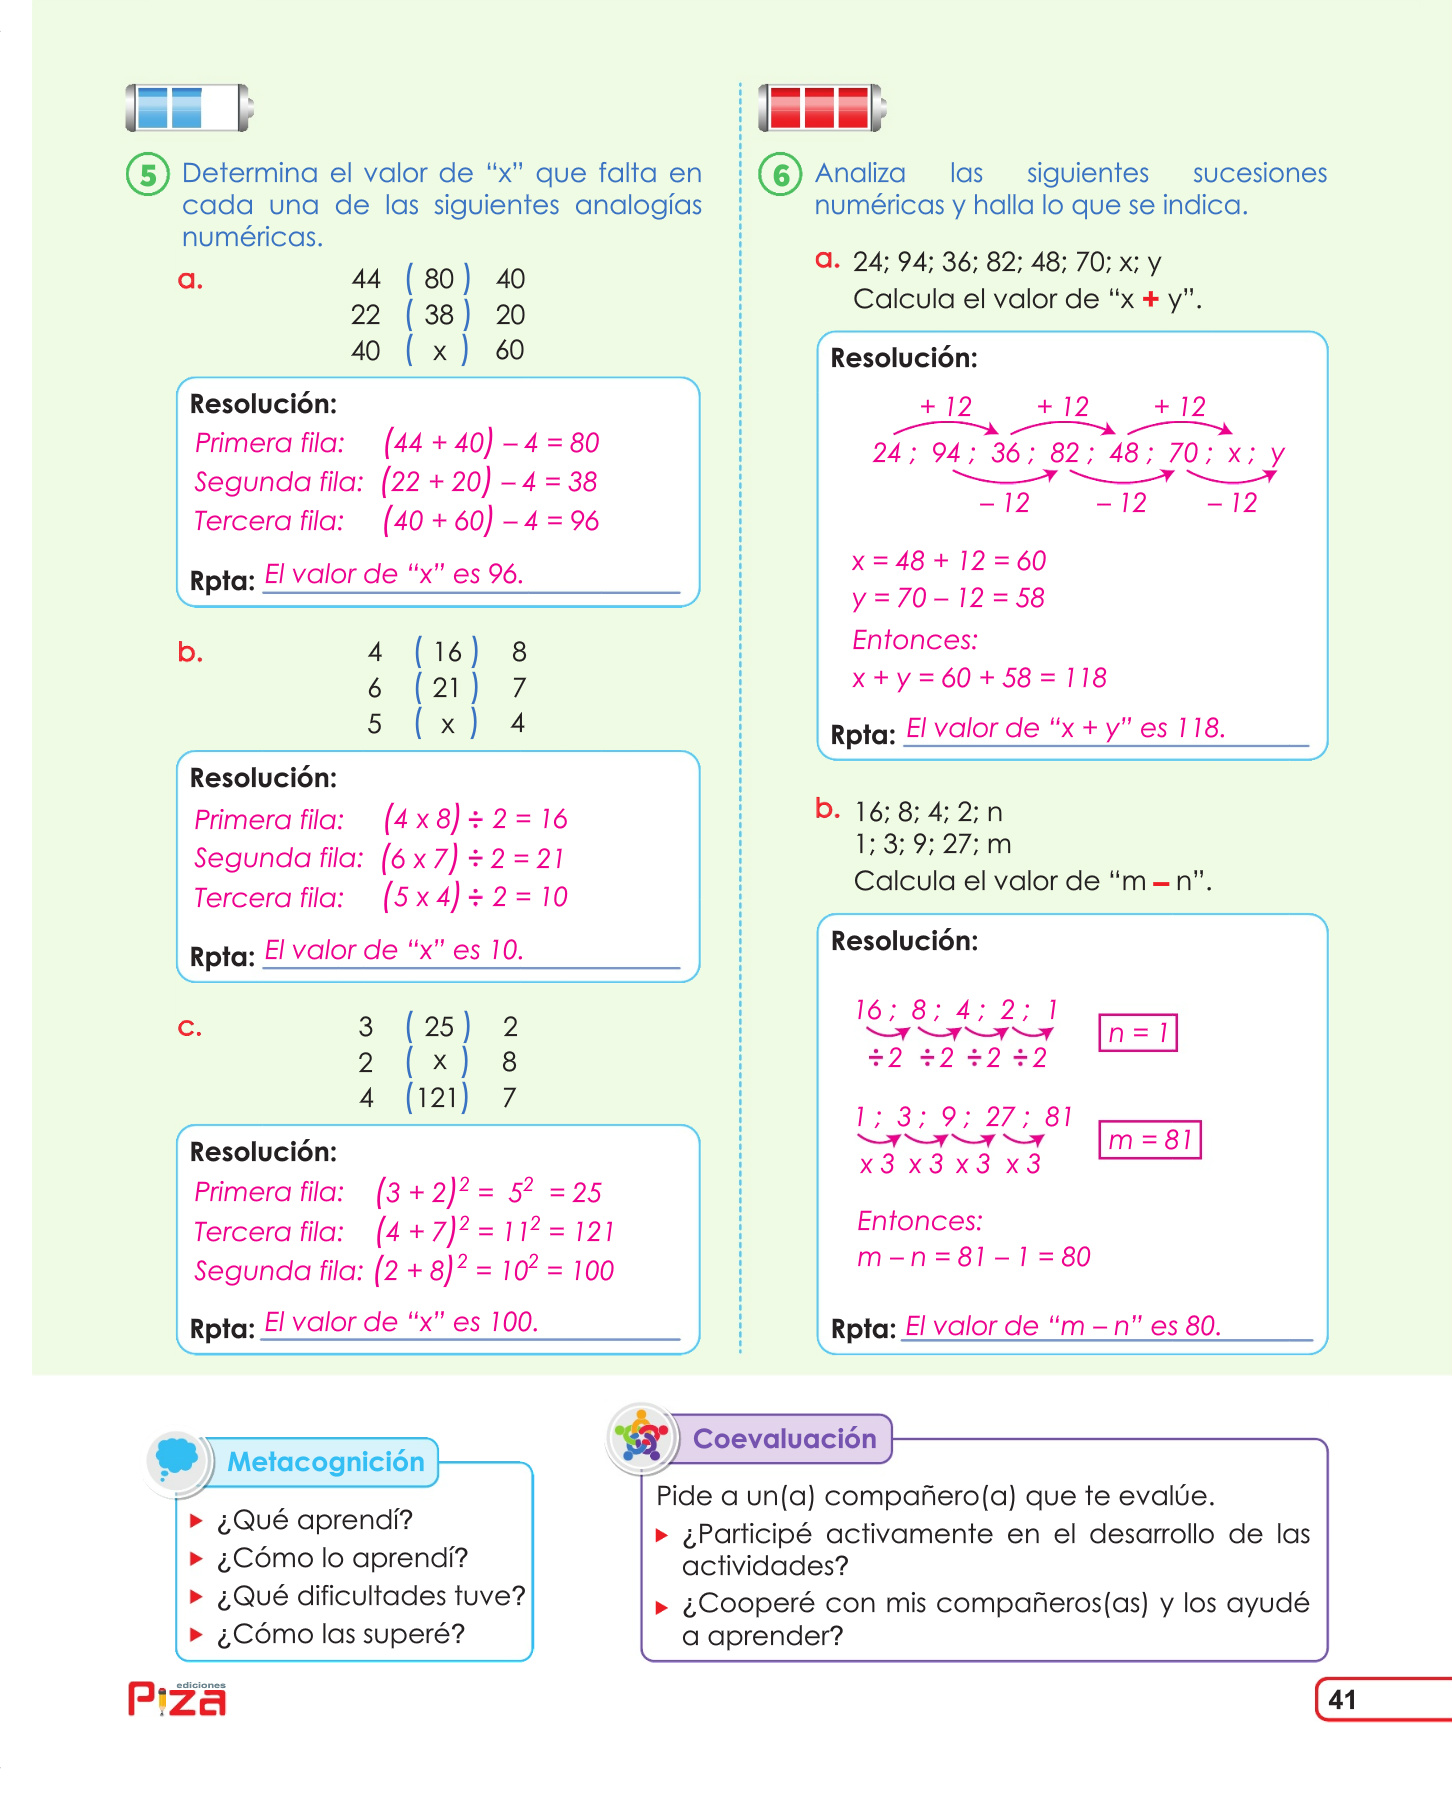 5 Determina el valor de “x” que falta en
cada una de las siguientes analogías
numéricas.
a. 44 ( 80 ) 40
22 ( 38 ) 20
40 ( x ) 60
Resolución:
Primera fila: (44 + 40) – 4 = 80
Segunda fila: (22 + 20) – 4 = 38
Tercera fila: (40 + 60) – 4 = 96
Rpta: El valor de “x” es 96.
b. 4 ( 16 ) 8
6 ( 21 ) 7
5 ( x ) 4
Resolución:
Primera fila: (4 x 8) ÷ 2 = 16
Segunda fila: (6 x 7) ÷ 2 = 21
Tercera fila: (5 x 4) ÷ 2 = 10
Rpta: El valor de “x” es 10.
c. 3 ( 25 ) 2
2 ( x ) 8
4 (121) 7
Resolución:
Primera fila: (3 + 2)² = 5² = 25
Tercera fila: (4 + 7)² = 11² = 121
Segunda fila: (2 + 8)² = 10² = 100
Rpta: El valor de “x” es 100.
6 Analiza las siguientes sucesiones
numéricas y halla lo que se indica.
a. 24; 94; 36; 82; 48; 70; x; y
Calcula el valor de “x + y”.
Resolución:
+ 12 + 12 + 12
24 ; 94 ; 36 ; 82 ; 48 ; 70 ; x ; y
– 12 – 12 – 12
x = 48 + 12 = 60
y = 70 – 12 = 58
Entonces:
x + y = 60 + 58 = 118
Rpta: El valor de “x + y” es 118.
b. 16; 8; 4; 2; n
1; 3; 9; 27; m
Calcula el valor de “m – n”.
Resolución:
16 ; 8 ; 4 ; 2 ; 1
n = 1
÷ 2 ÷ 2 ÷ 2 ÷ 2
1 ; 3 ; 9 ; 27 ; 81
m = 81
x 3 x 3 x 3 x 3
Entonces:
m – n = 81 – 1 = 80
Rpta: El valor de “m – n” es 80.
Metacognición
¿Qué aprendí?
¿Cómo lo aprendí?
¿Qué dificultades tuve?
¿Cómo las superé?
Coevaluación
Pide a un(a) compañero(a) que te evalúe.
¿Participé activamente en el desarrollo de las
actividades?
¿Cooperé con mis compañeros(as) y los ayudé
a aprender?
ediciones
Piza
41